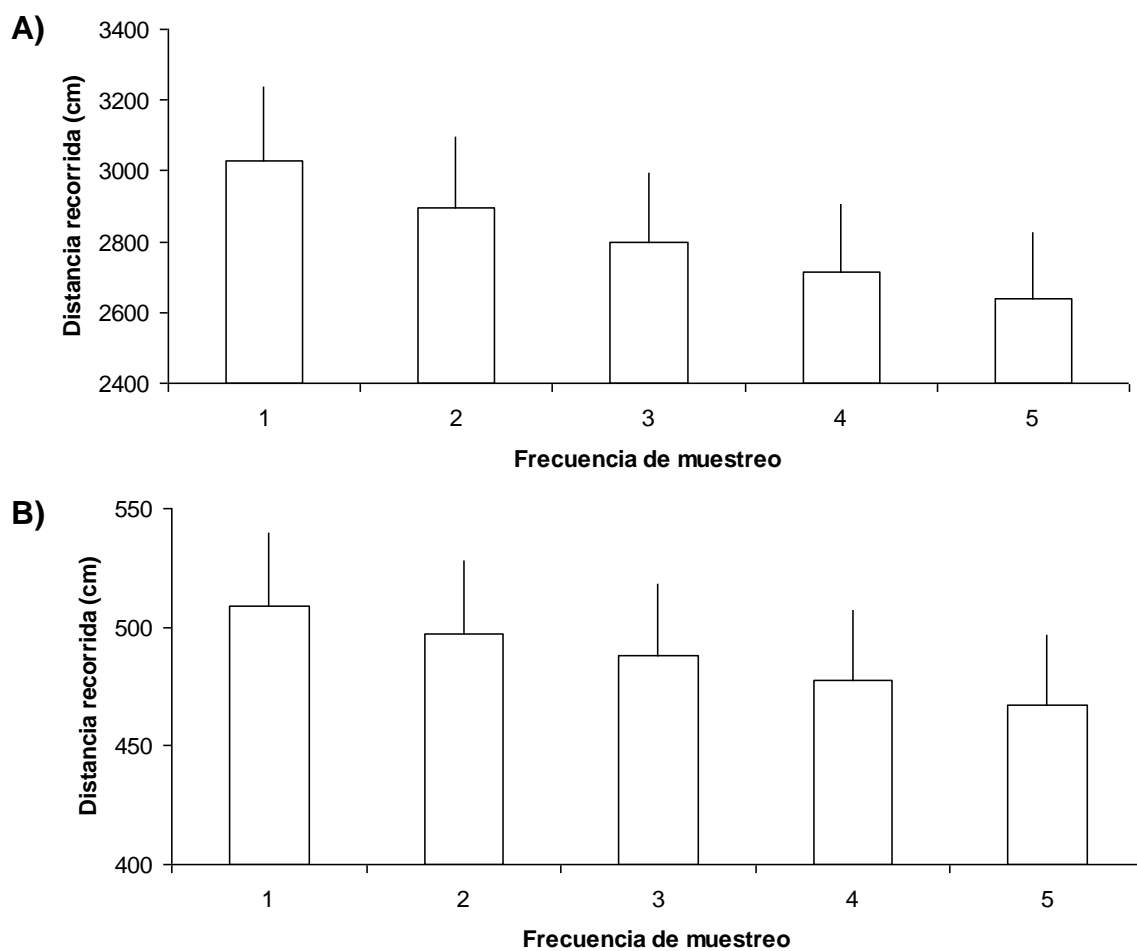 A)
Distancia recorrida (cm)
3400
3200
3000
2800
2600
2400
1 2 3 4 5
Frecuencia de muestreo
B)
Distancia recorrida (cm)
550
500
450
400
1 2 3 4 5
Frecuencia de muestreo